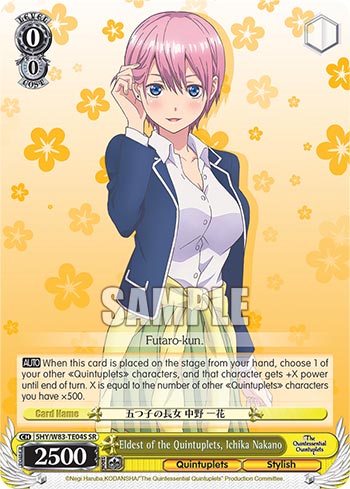 LEVEL
0
0
COST
SAMPLE
Futaro-kun.
AUTO When this card is placed on the stage from your hand, choose 1 of
your other «Quintuplets» characters, and that character gets +X power
until end of turn. X is equal to the number of other «Quintuplets» characters
you have ×500.
Card Name
五つ子の長女 中野 一花
CH 5HY/W83-TE04S SR
Eldest of the Quintuplets, Ichika Nakano
The
Quintessential
Quintuplets
2500
Quintuplets
Stylish
©Negi Haruba,KODANSHA/"The Quintessential Quintuplets" Production Committee.